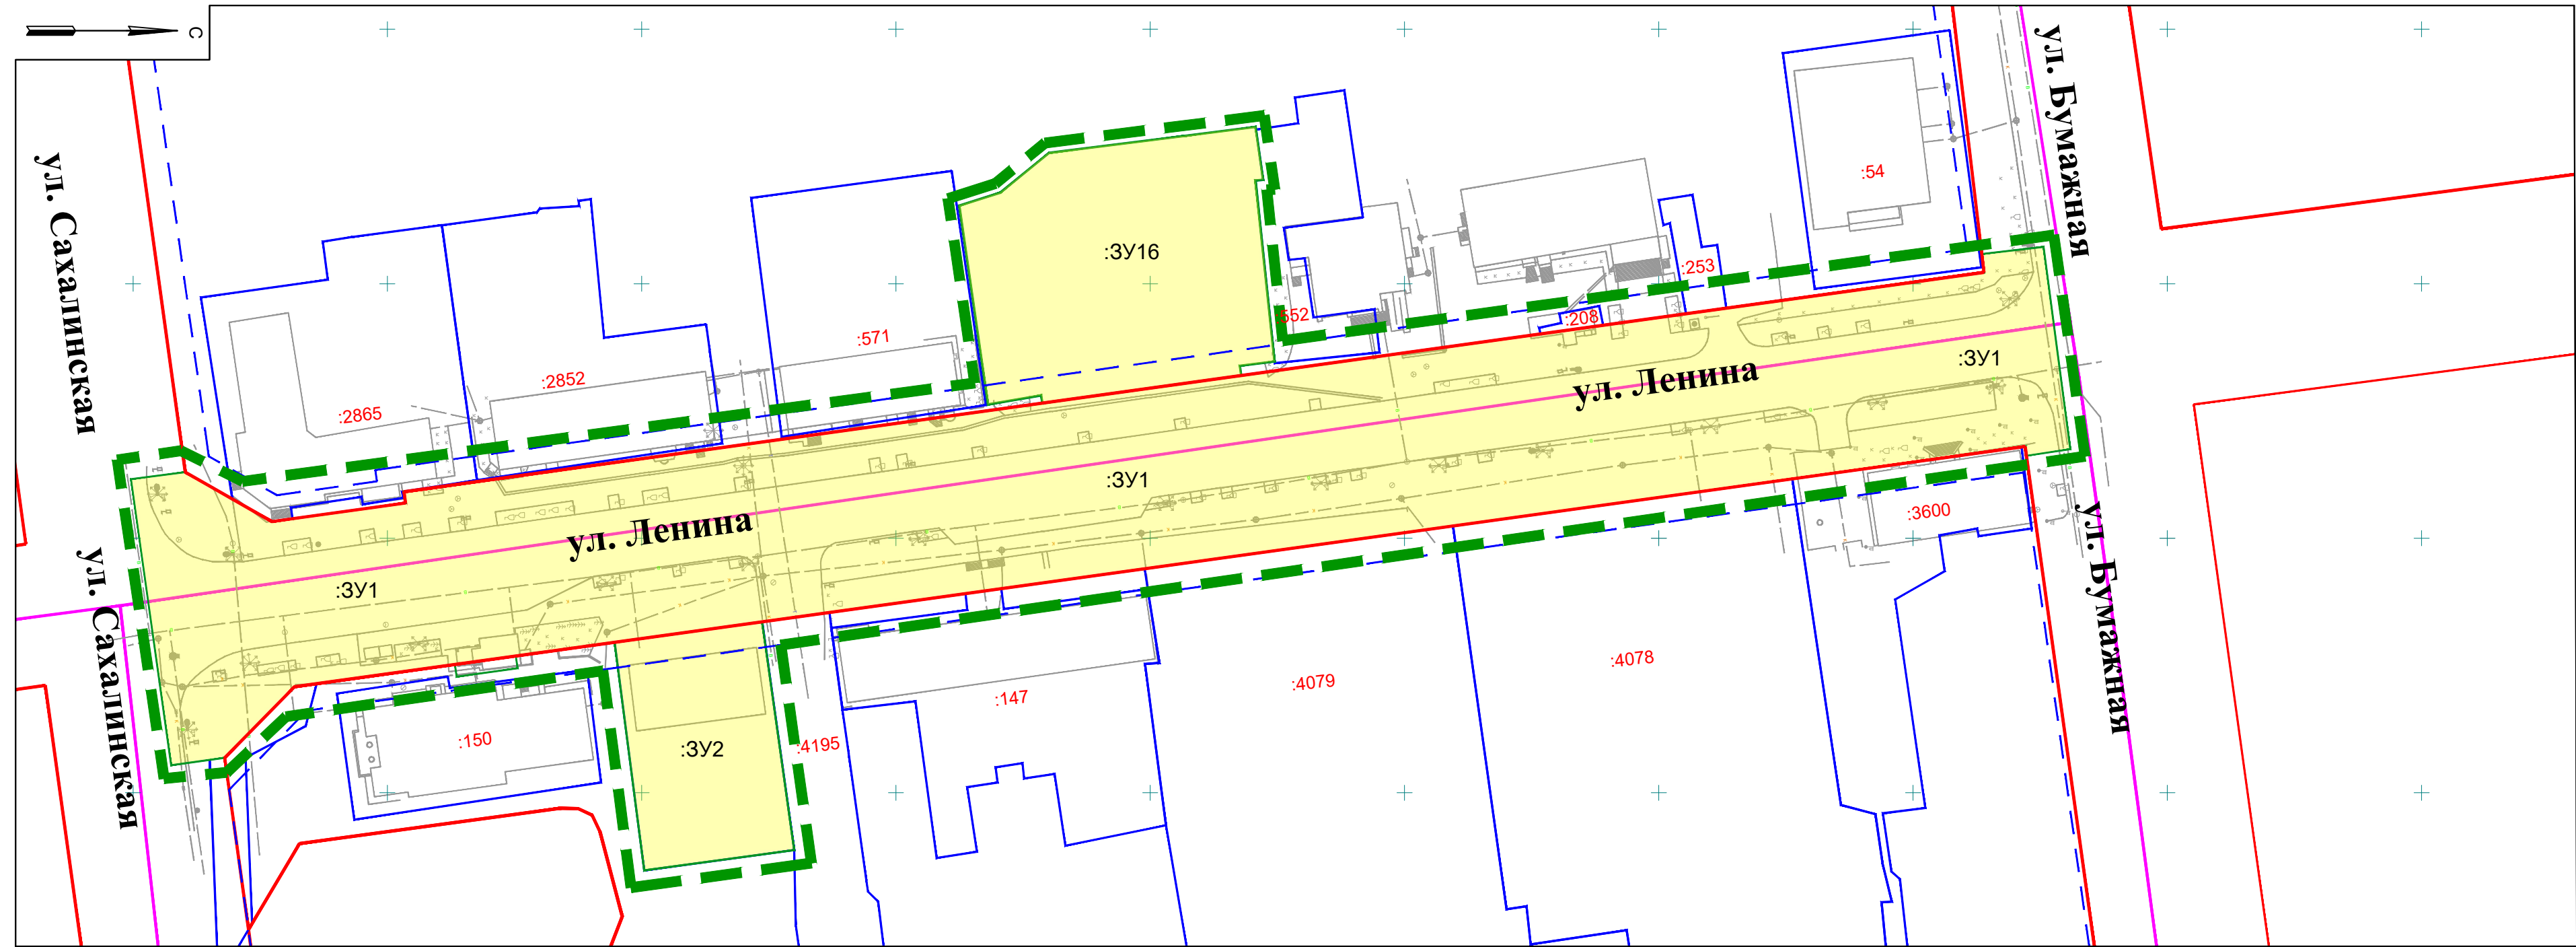 С
ул. Сахалинская
ул. Бумажная
:54
:ЗУ16
:253
:552
:208
:571
:2852
:2865
ул. Ленина
:ЗУ1
:ЗУ1
ул. Ленина
:ЗУ1
:3600
ул. Бумажная
ул. Сахалинская
:4078
:4079
:147
:150
:ЗУ2
:4195